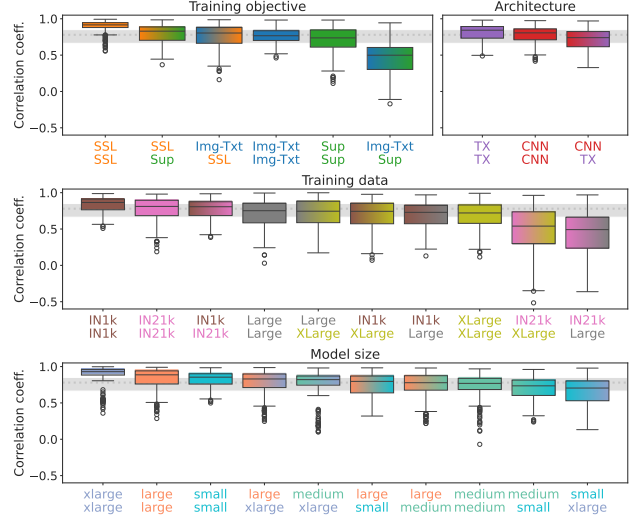 Training objective
Architecture
Correlation coeff.
1.0
0.5
0.0
−0.5
SSL SSL Img-Txt Img-Txt Sup Img-Txt
SSL Sup SSL Img-Txt Sup Sup
TX CNN CNN
TX CNN TX
Training data
Correlation coeff.
1.0
0.5
0.0
−0.5
IN1k IN21k IN1k Large Large IN1k IN1k XLarge IN21k IN21k
IN1k IN21k IN21k Large XLarge XLarge Large XLarge XLarge Large
Model size
Correlation coeff.
1.0
0.5
0.0
−0.5
xlarge large small large medium large large medium medium small
xlarge large small xlarge xlarge small medium medium small xlarge